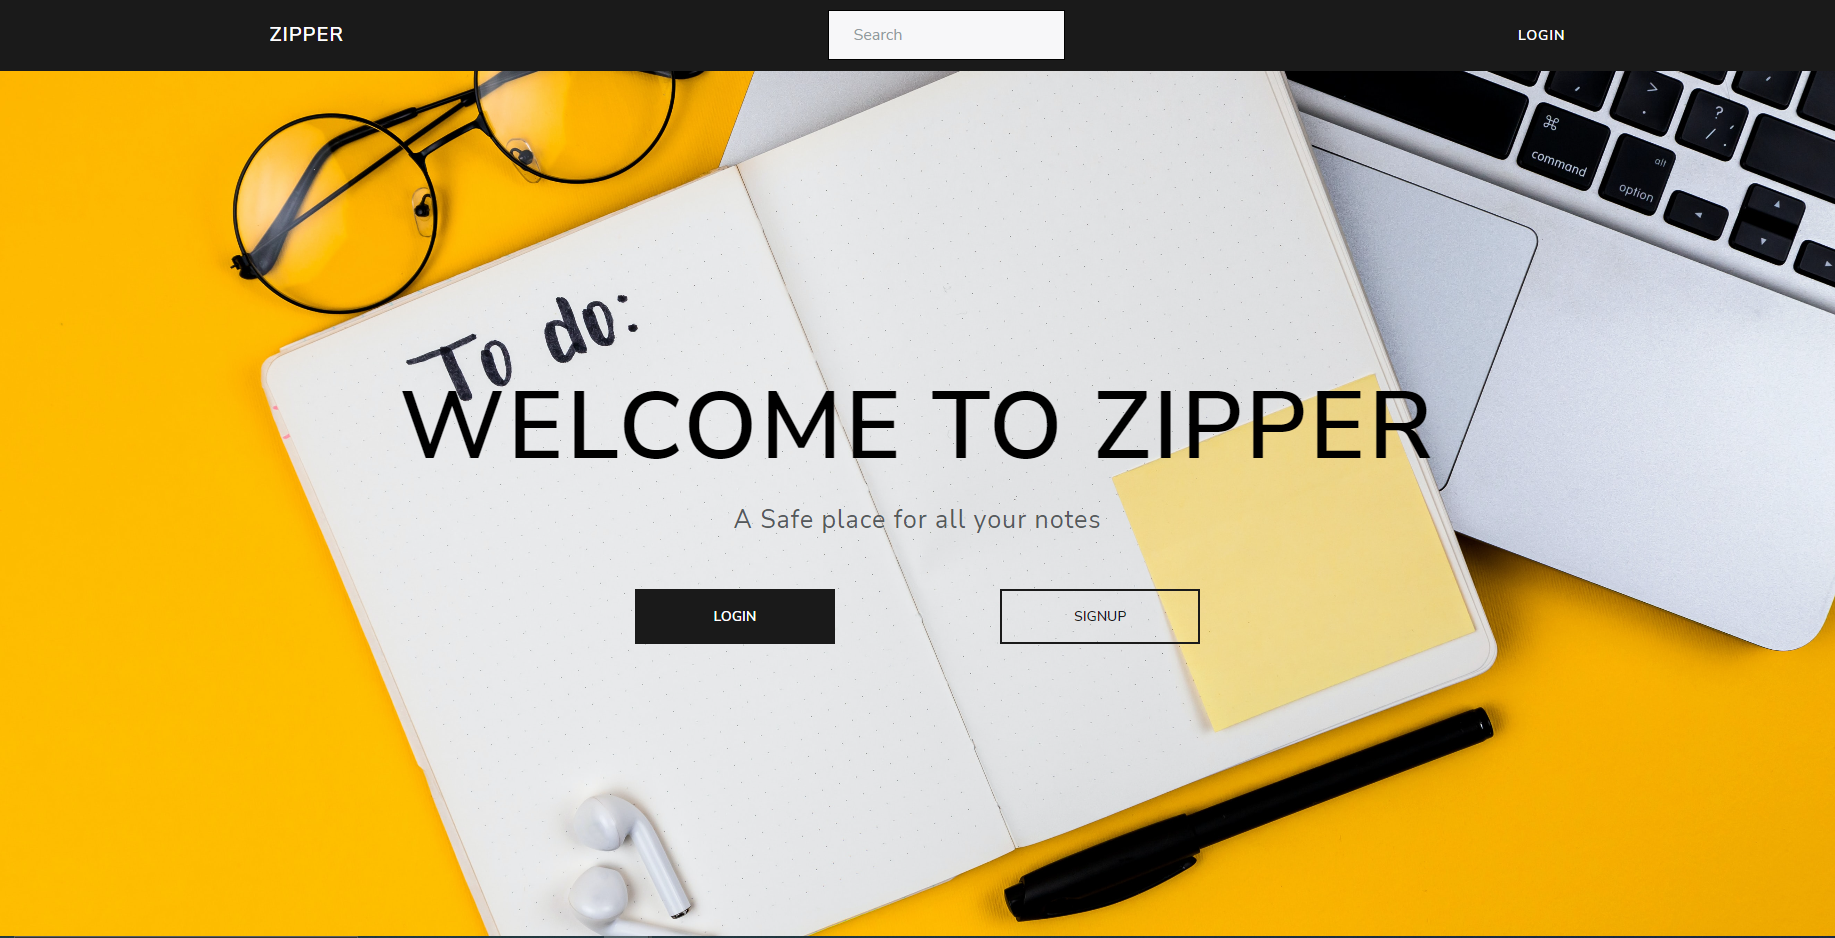 ZIPPER
Search
LOGIN
> .
? /
⌘
command
alt
option
To do:
WELCOME TO ZIPPER
A Safe place for all your notes
LOGIN
SIGNUP